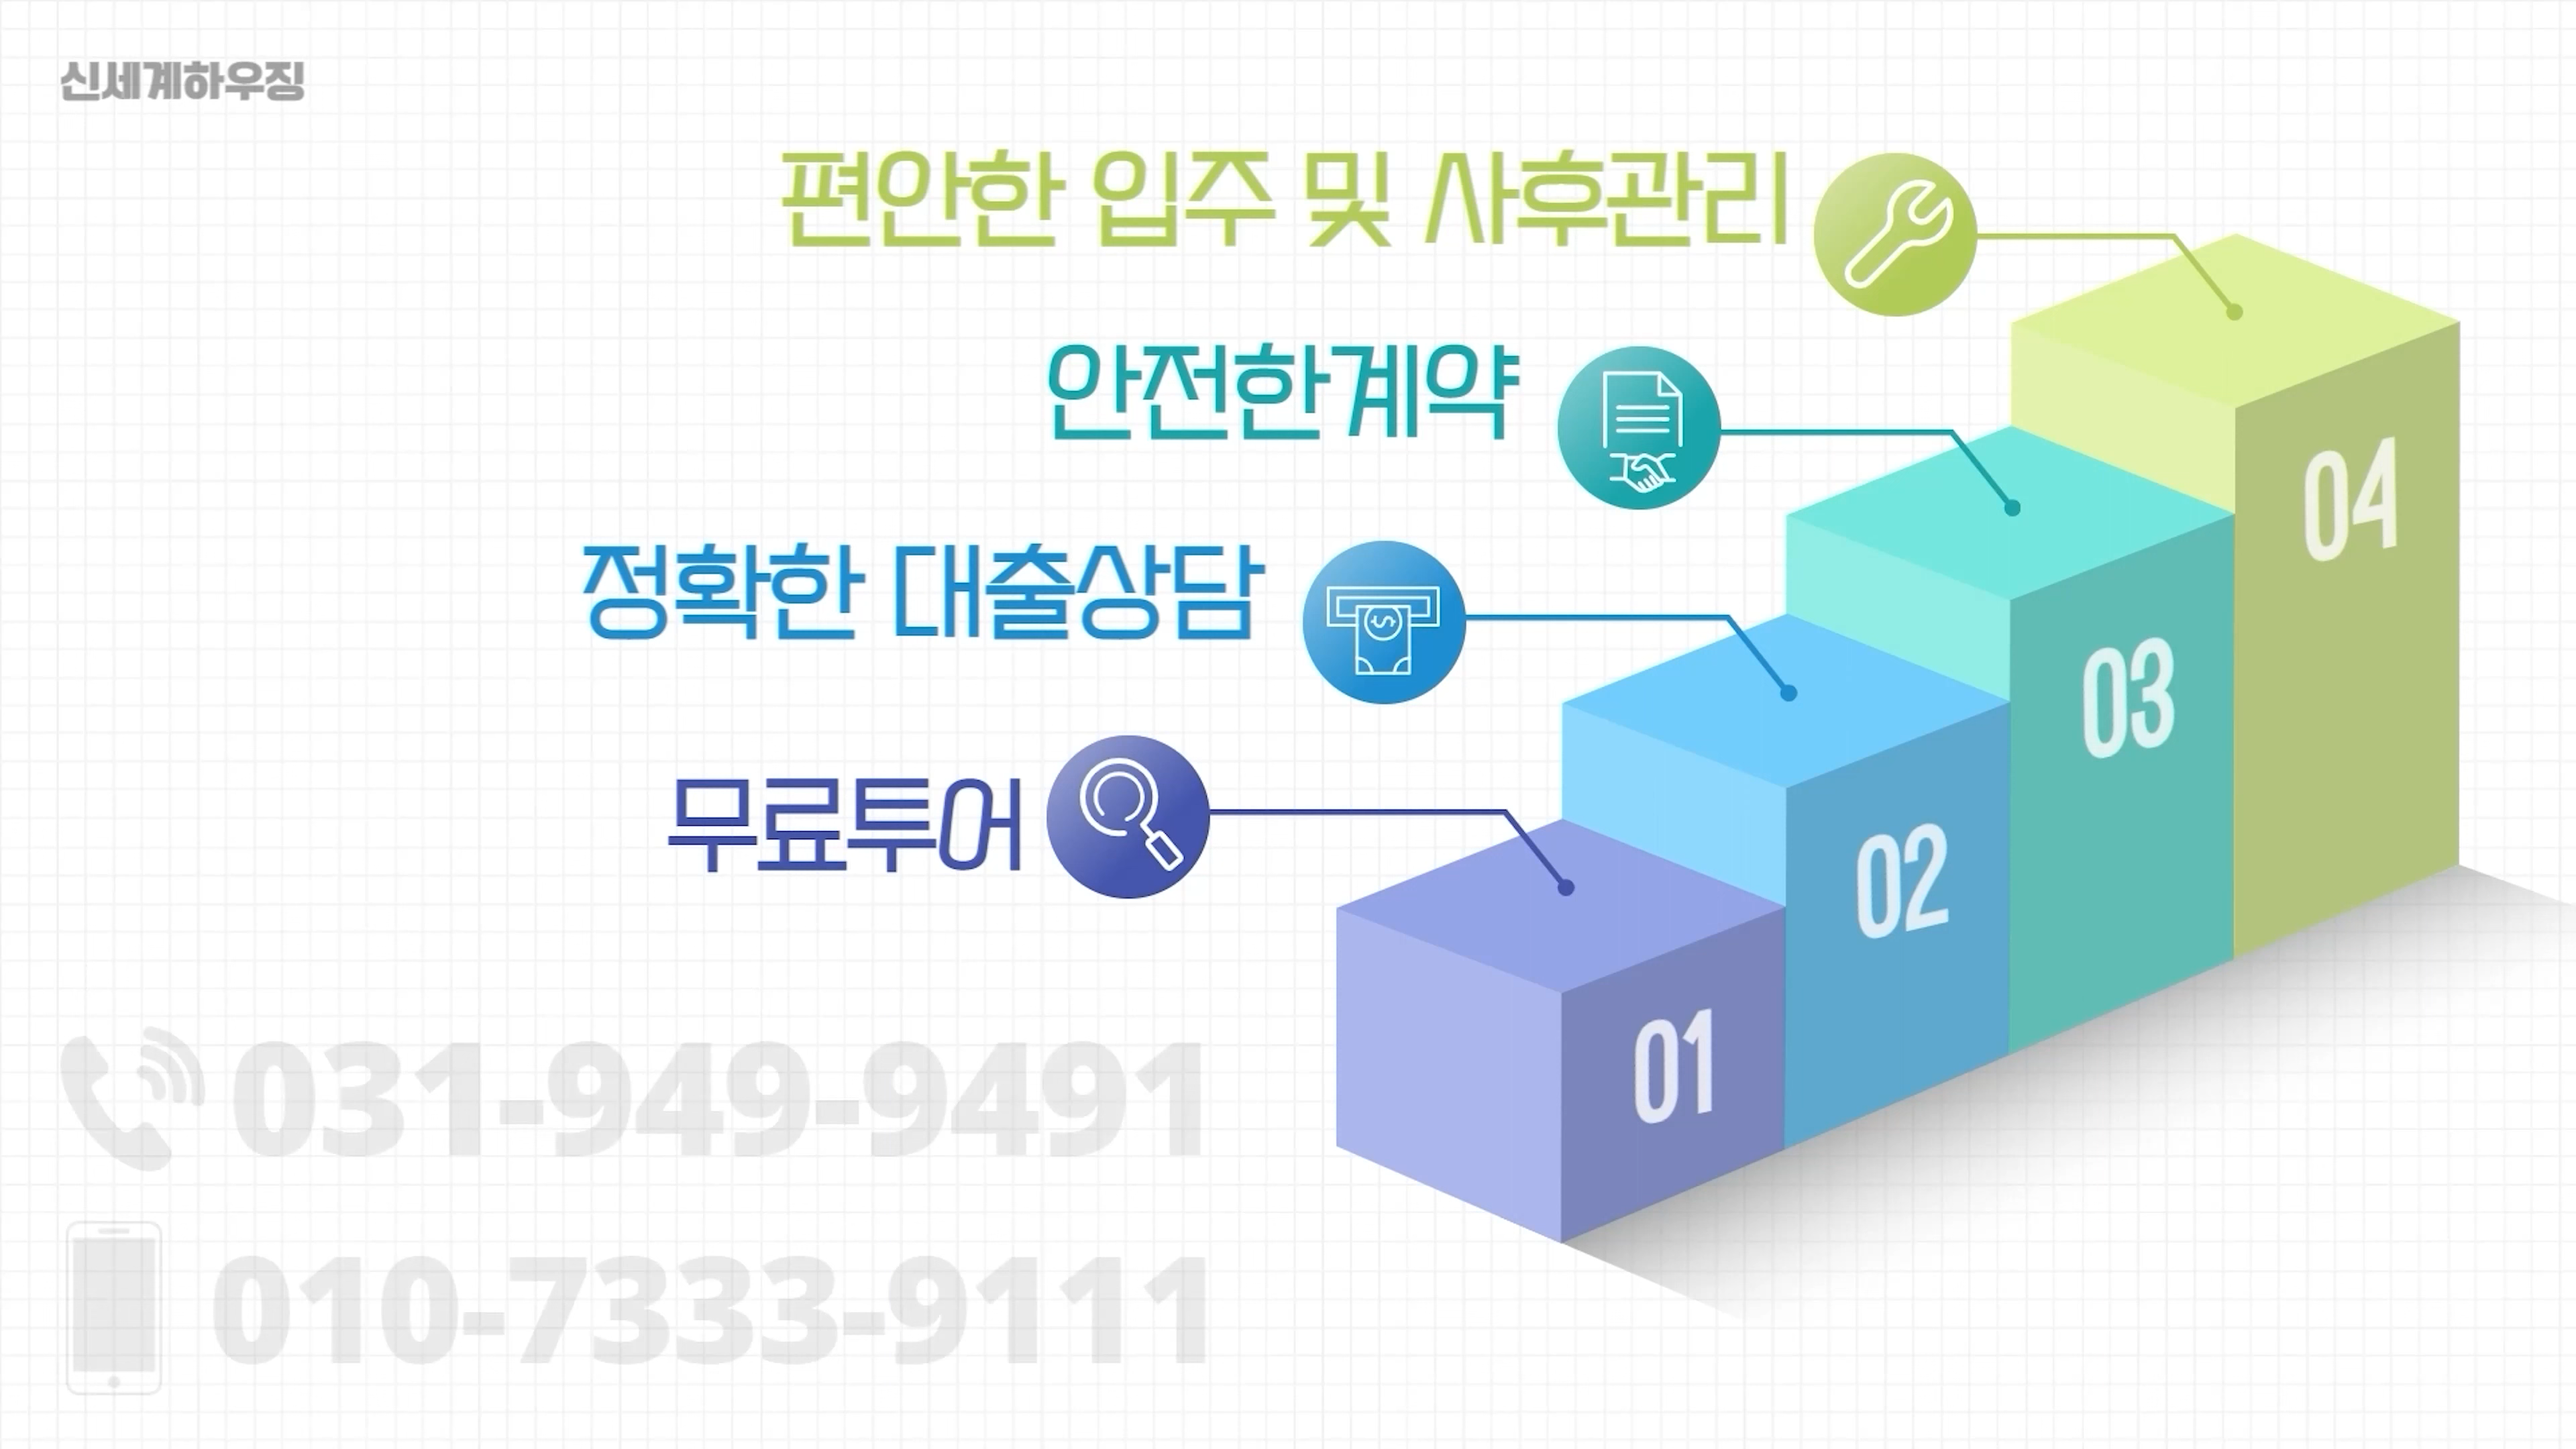 신세계하우징
편안한 입주 및 사후관리
안전한계약
정확한 대출상담
무료투어
04
03
02
01
031-949-9491
010-7333-9111